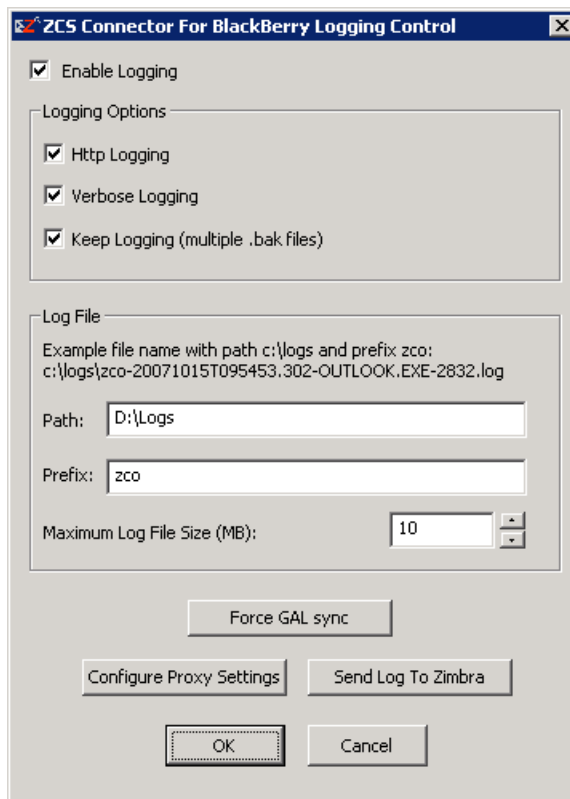 ZCS Connector For BlackBerry Logging Control
Enable Logging
Logging Options
Http Logging
Verbose Logging
Keep Logging (multiple .bak files)
Log File
Example file name with path c:\logs and prefix zco:
c:\logs\zco-20071015T095453.302-OUTLOOK.EXE-2832.log
Path: D:\Logs
Prefix: zco
Maximum Log File Size (MB): 10
Force GAL sync
Configure Proxy Settings Send Log To Zimbra
OK Cancel